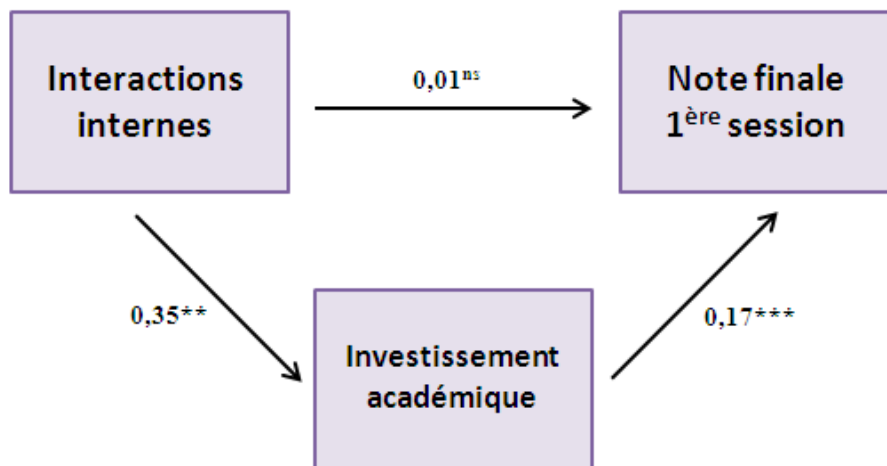 Interactions
internes
0,01ⁿˢ
Note finale
1ère session
0,35**
0,17***
Investissement
académique